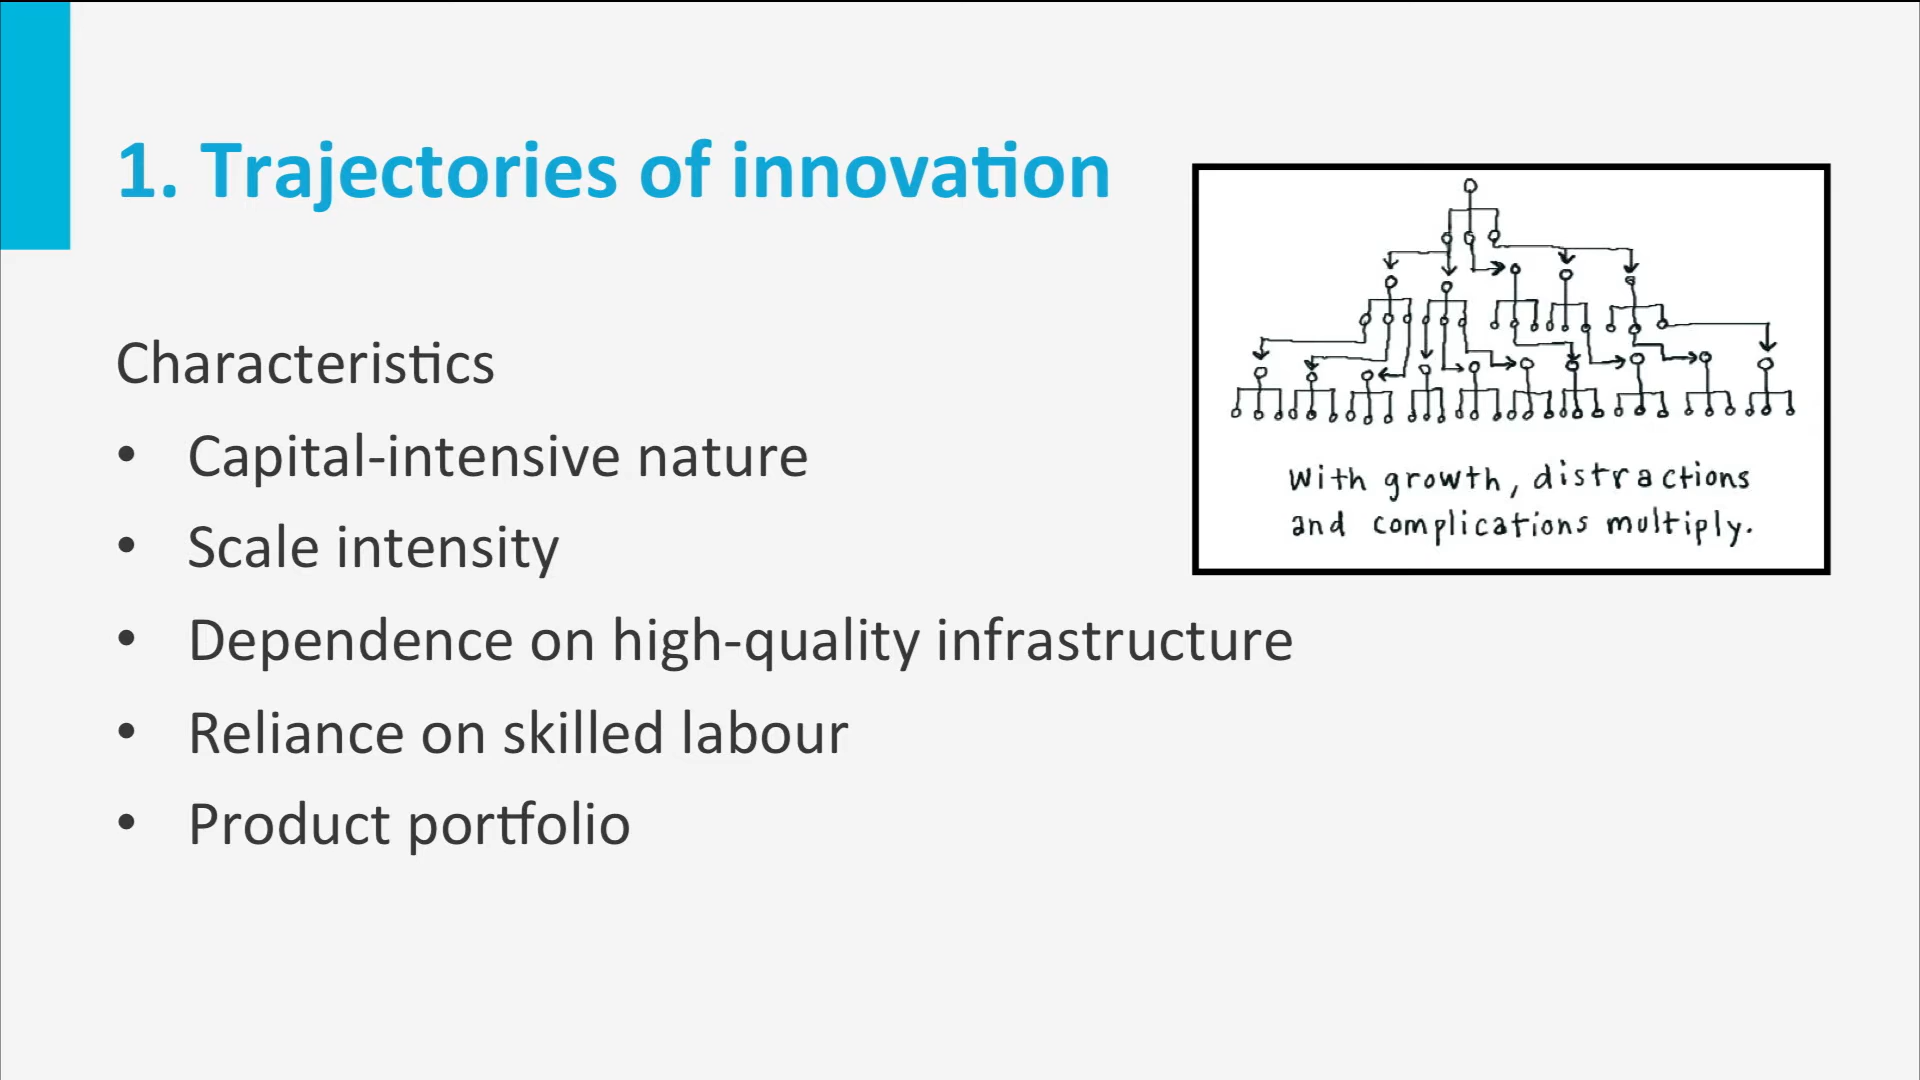 1. Trajectories of innovation
Characteristics
• Capital-intensive nature
• Scale intensity
• Dependence on high-quality infrastructure
• Reliance on skilled labour
• Product portfolio
With growth, distractions
and complications multiply.